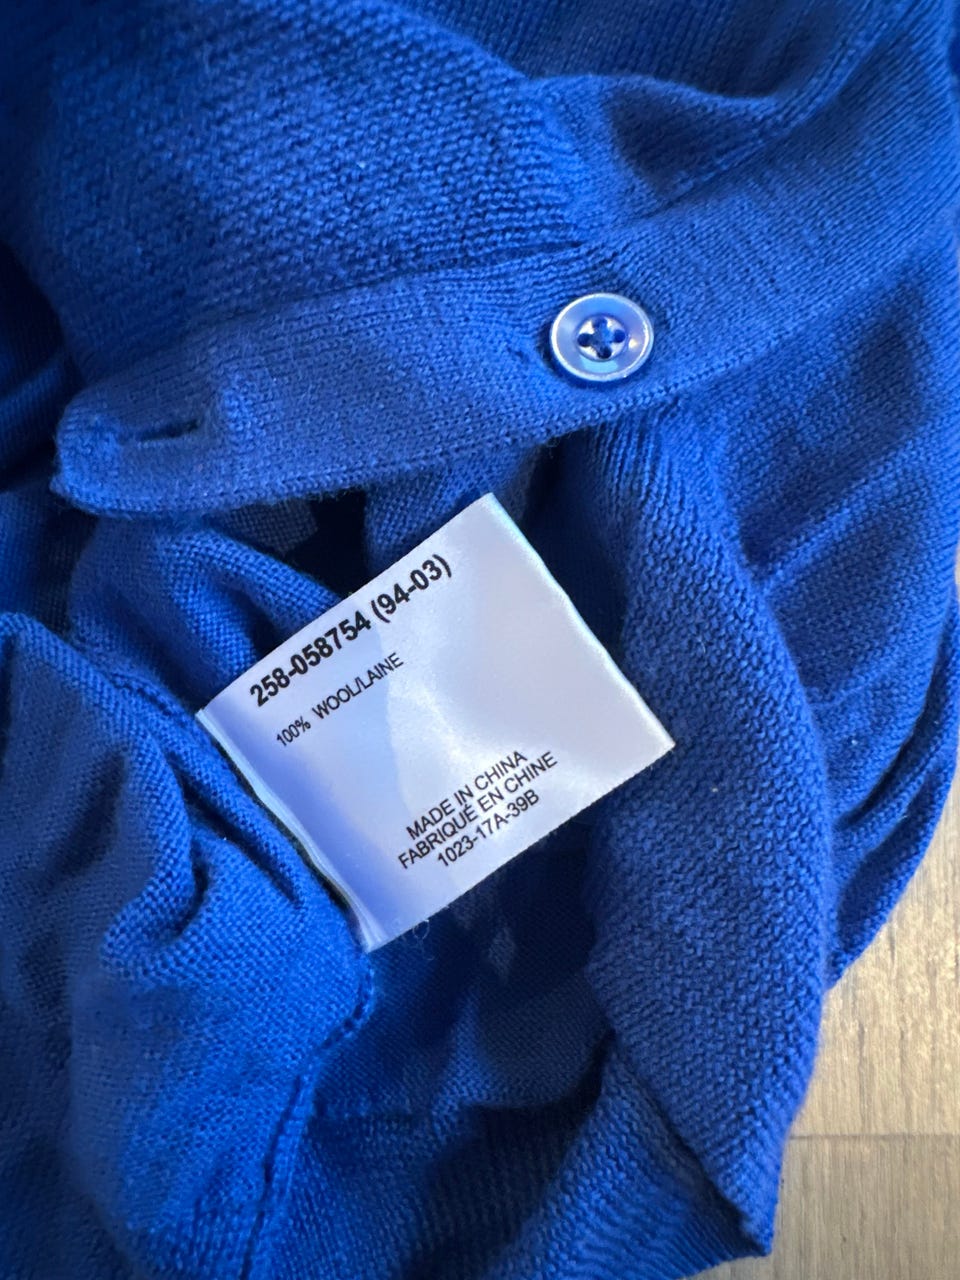 258-058754 (94-03)
100% WOOL/LAINE
MADE IN CHINA
FABRIQUÉ EN CHINE
1023-17A-39B